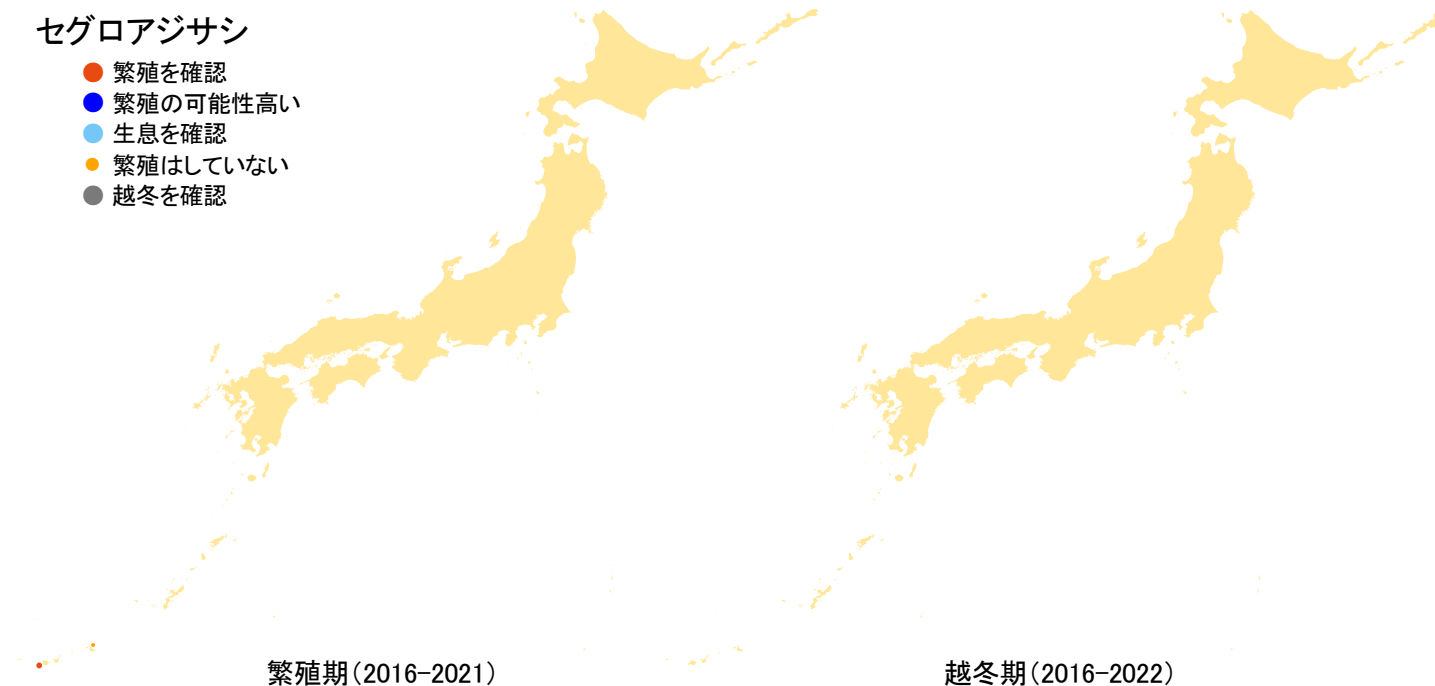 セグロアジサシ
繁殖を確認
繁殖の可能性高い
生息を確認
繁殖はしていない
越冬を確認
繁殖期（2016-2021）
越冬期（2016-2022）